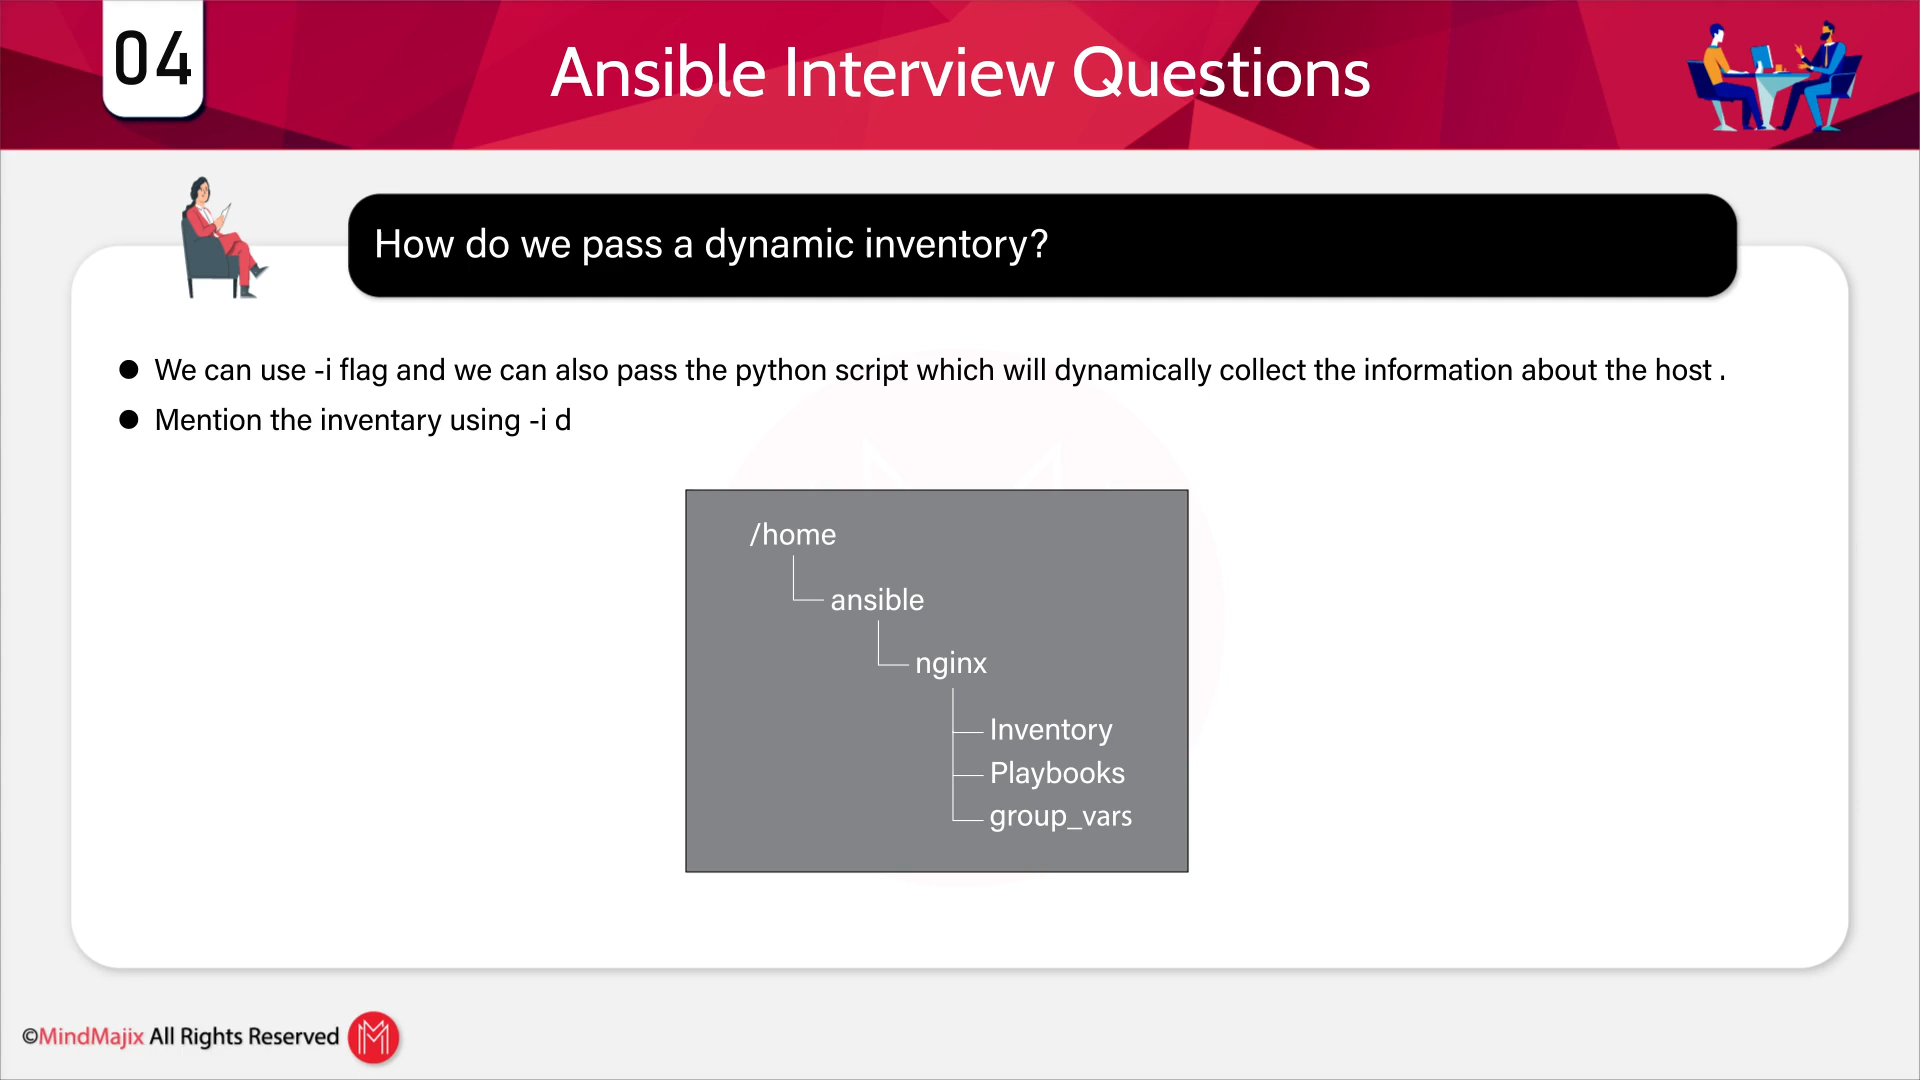 04
Ansible Interview Questions
How do we pass a dynamic inventory?
● We can use -i flag and we can also pass the python script which will dynamically collect the information about the host .
● Mention the inventary using -i d
/home
ansible
nginx
Inventory
Playbooks
group_vars
©MindMajix All Rights Reserved